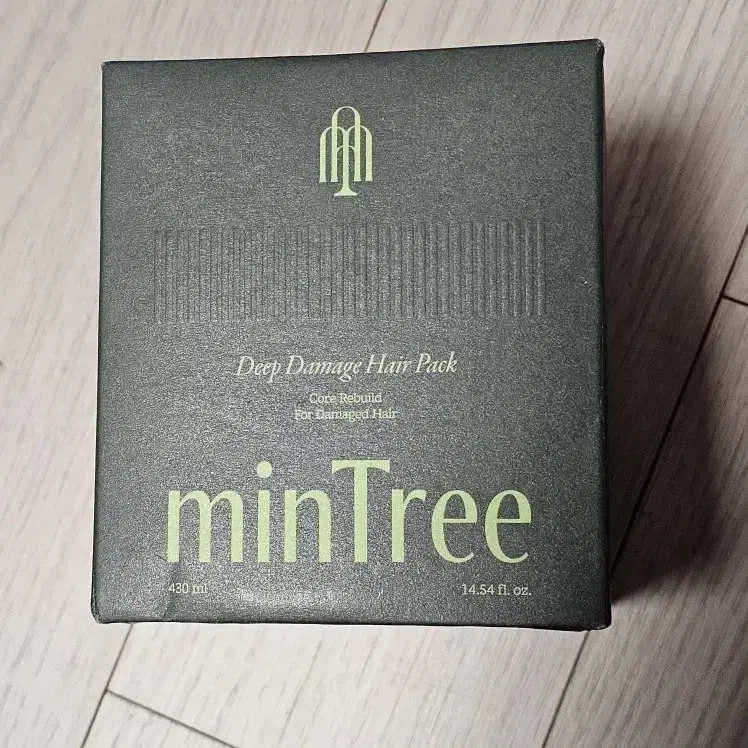 Deep Damage Hair Pack
Core Rebuild
For Damaged Hair
minTree
430 ml 14.54 fl. oz.